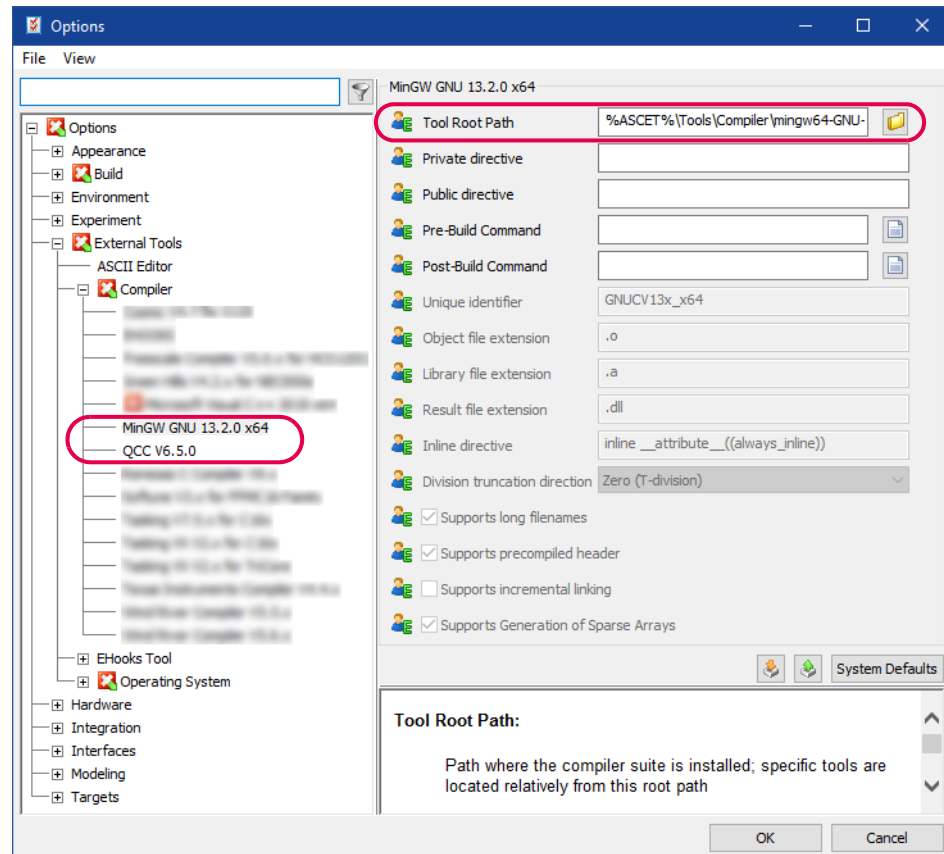 Options
File View
Options
Appearance
Build
Environment
Experiment
External Tools
ASCII Editor
Compiler
MinGW GNU 13.2.0 x64
QCC V6.5.0
EHooks Tool
Operating System
Hardware
Integration
Interfaces
Modeling
Targets
MinGW GNU 13.2.0 x64
Tool Root Path %ASCET%\Tools\Compiler\mingw64-GNU-
Private directive
Public directive
Pre-Build Command
Post-Build Command
Unique identifier GNUCV13x_x64
Object file extension .o
Library file extension .a
Result file extension .dll
Inline directive inline __attribute__((always_inline))
Division truncation direction Zero (T-division)
Supports long filenames
Supports precompiled header
Supports incremental linking
Supports Generation of Sparse Arrays
System Defaults
Tool Root Path:
Path where the compiler suite is installed; specific tools are
located relatively from this root path
OK Cancel